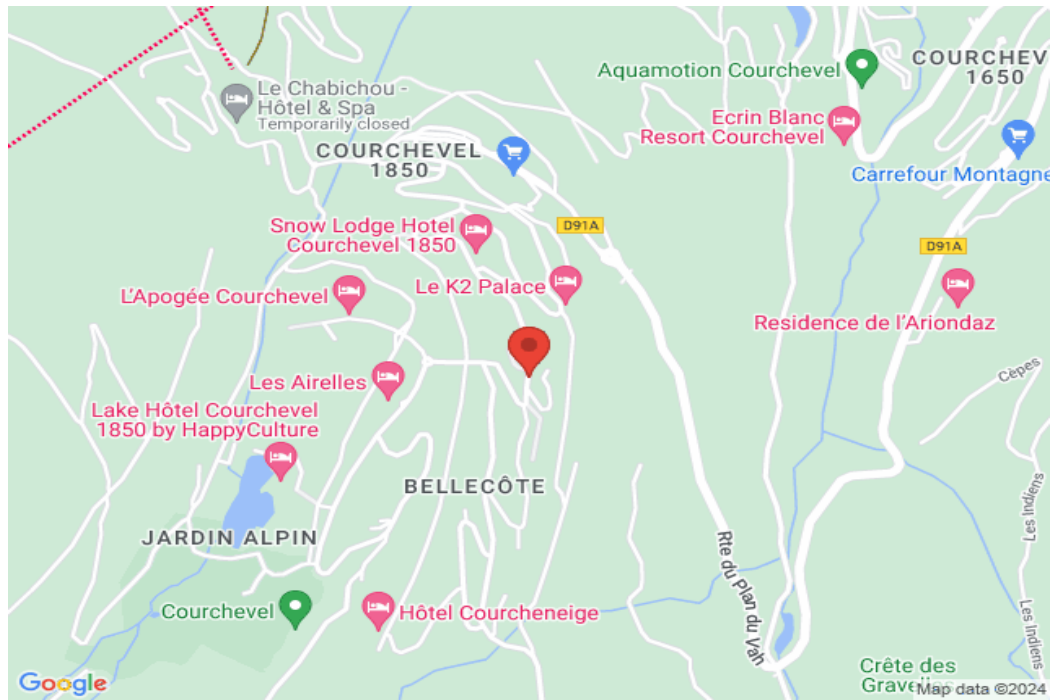 Le Chabichou -
Hôtel & Spa
Temporarily closed
COURCHEVEL
1850
Aquamotion Courchevel
COURCHEV
1650
Ecrin Blanc
Resort Courchevel
Carrefour Montagne
Snow Lodge Hotel
Courchevel 1850
D91A
D91A
Le K2 Palace
L'Apogée Courchevel
Residence de l'Ariondaz
Les Airelles
Cèpes
Lake Hôtel Courchevel
1850 by HappyCulture
BELLECÔTE
Les Indiens
JARDIN ALPIN
Rte du Plan du Vah
Courchevel
Hôtel Courcheneige
Les Indiens
Crête des
Gravelles
Google
Map data ©2024